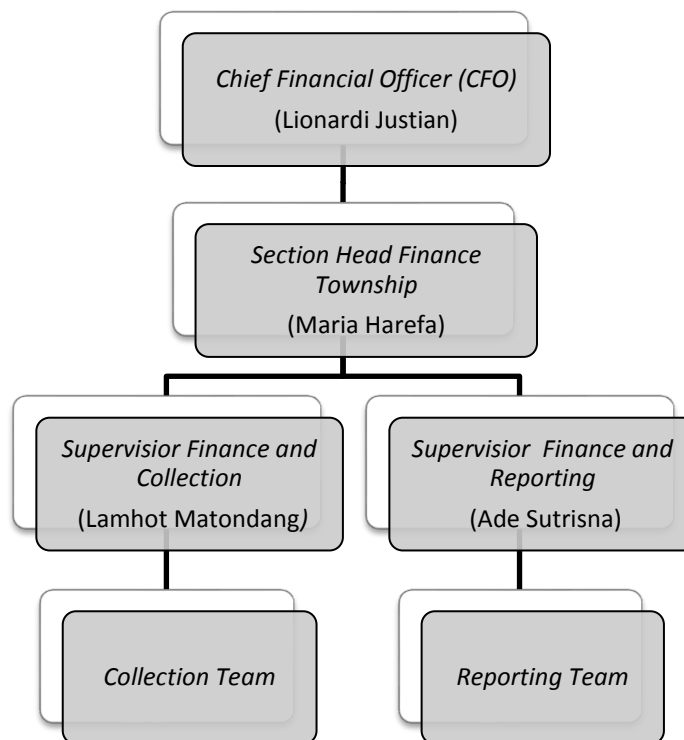 Chief Financial Officer (CFO)
(Lionardi Justian)
Section Head Finance
Township
(Maria Harefa)
Supervisior Finance and
Collection
(Lamhot Matondang)
Supervisior  Finance and
Reporting
(Ade Sutrisna)
Collection Team
Reporting Team